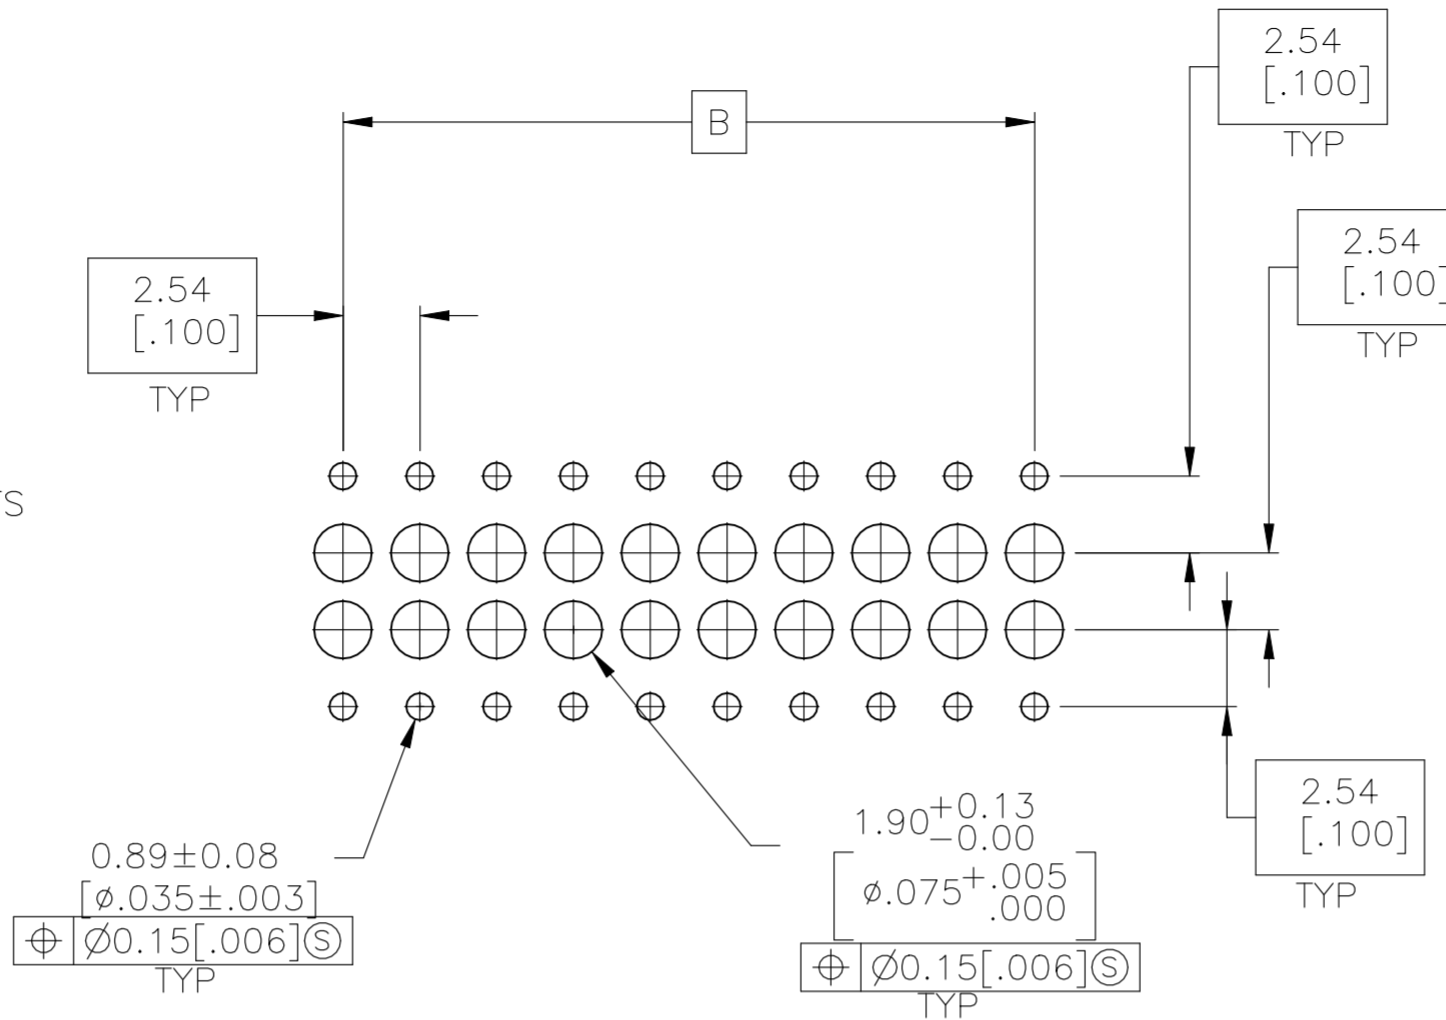 2.54
[.100]
TYP
B
2.54
[.100]
TYP
2.54
[.100]
TYP
TS
0.89±0.08
[ø.035±.003]
⌖ Ø0.15[.006]Ⓢ
TYP
1.90+0.13
-0.00
[ø.075+.005
.000]
⌖ Ø0.15[.006]Ⓢ
TYP
2.54
[.100]
TYP